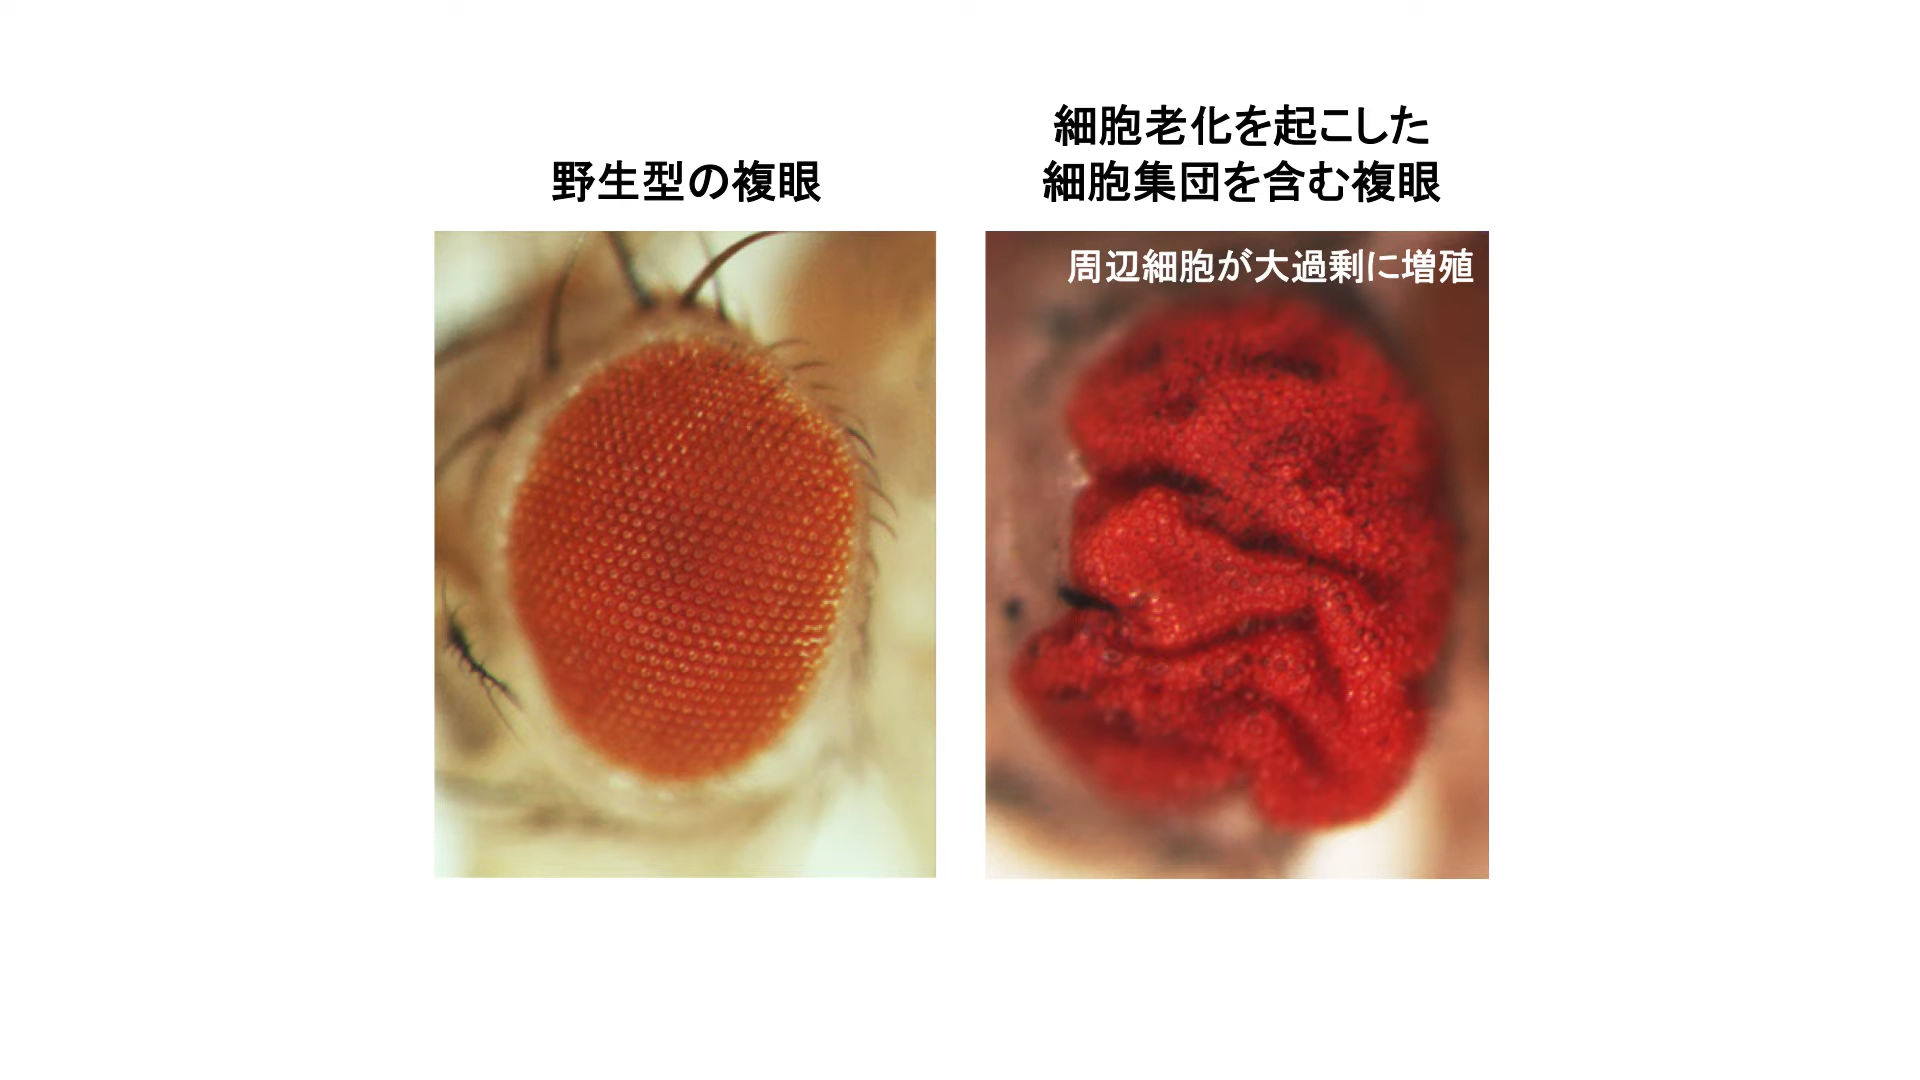 野生型の複眼
細胞老化を起こした
細胞集団を含む複眼
周辺細胞が大過剰に増殖